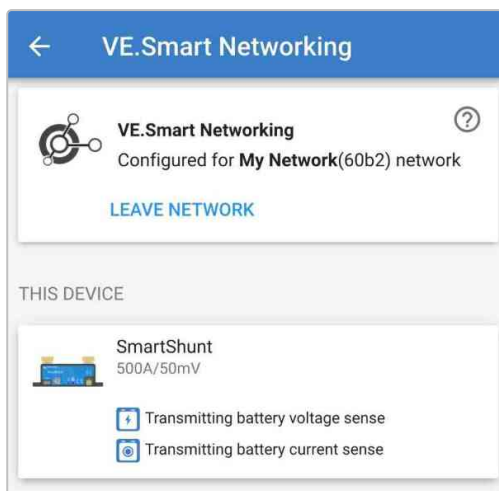 VE.Smart Networking
VE.Smart Networking
Configured for My Network(60b2) network
LEAVE NETWORK
THIS DEVICE
SmartShunt
500A/50mV
Transmitting battery voltage sense
Transmitting battery current sense